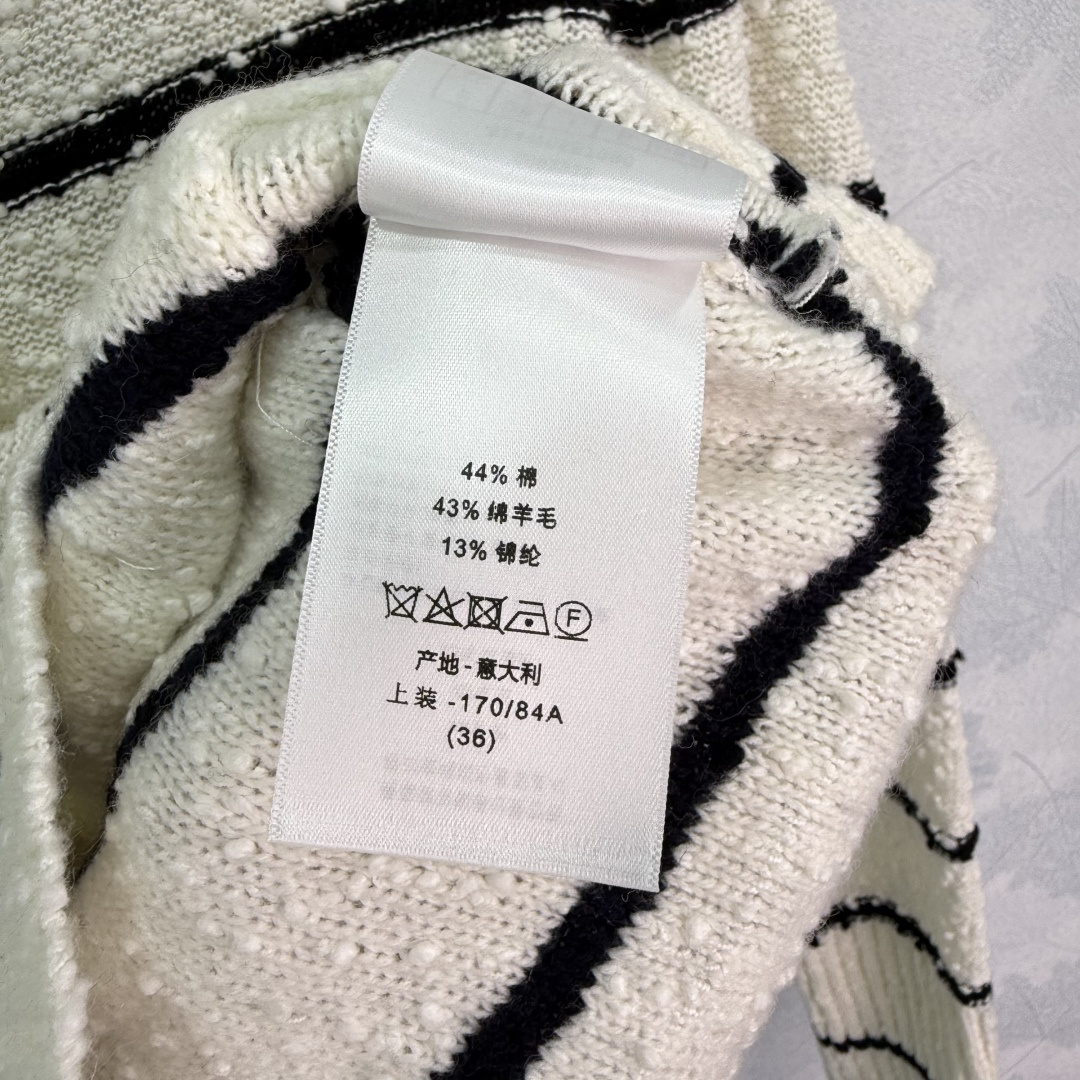 44% 棉
43% 绵羊毛
13% 锦纶
F
产地 - 意大利
上装 -170/84A
(36)